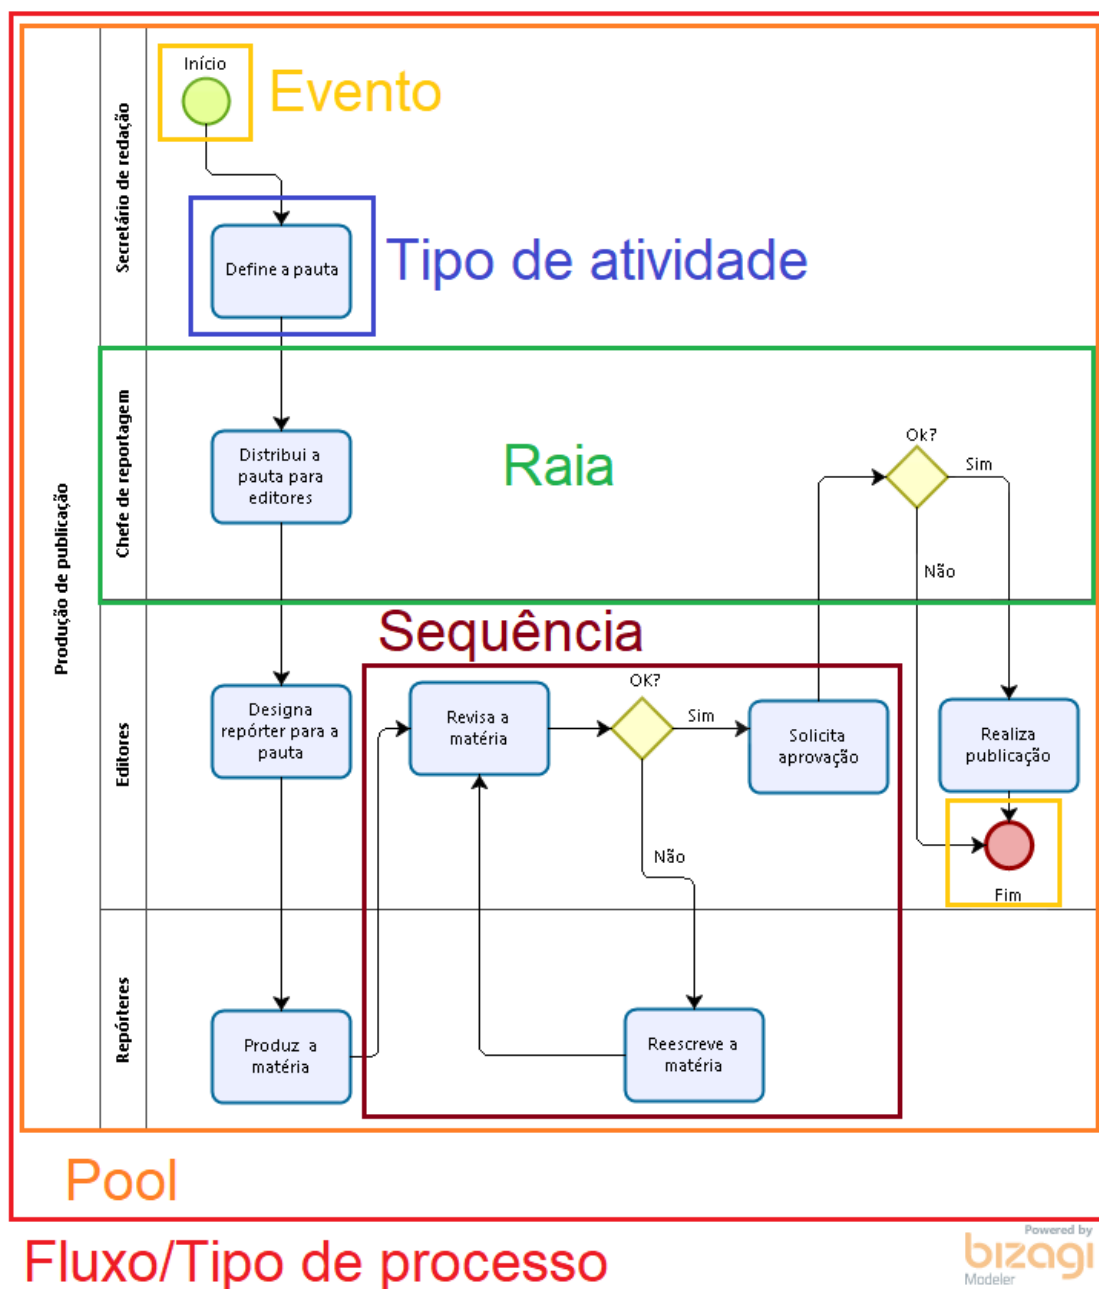 Início
Evento
Secretário de redação
Define a pauta
Tipo de atividade
Produção de publicação
Chefe de reportagem
Distribui a
pauta para
editores
Raia
Ok?
Sim
Não
Sequência
Editores
Designa
repórter para a
pauta
Revisa a
matéria
OK?
Sim
Não
Solicita
aprovação
Realiza
publicação
Fim
Repórteres
Produz a
matéria
Reescreve a
matéria
Pool
Fluxo/Tipo de processo
Powered by
bizagi
Modeler